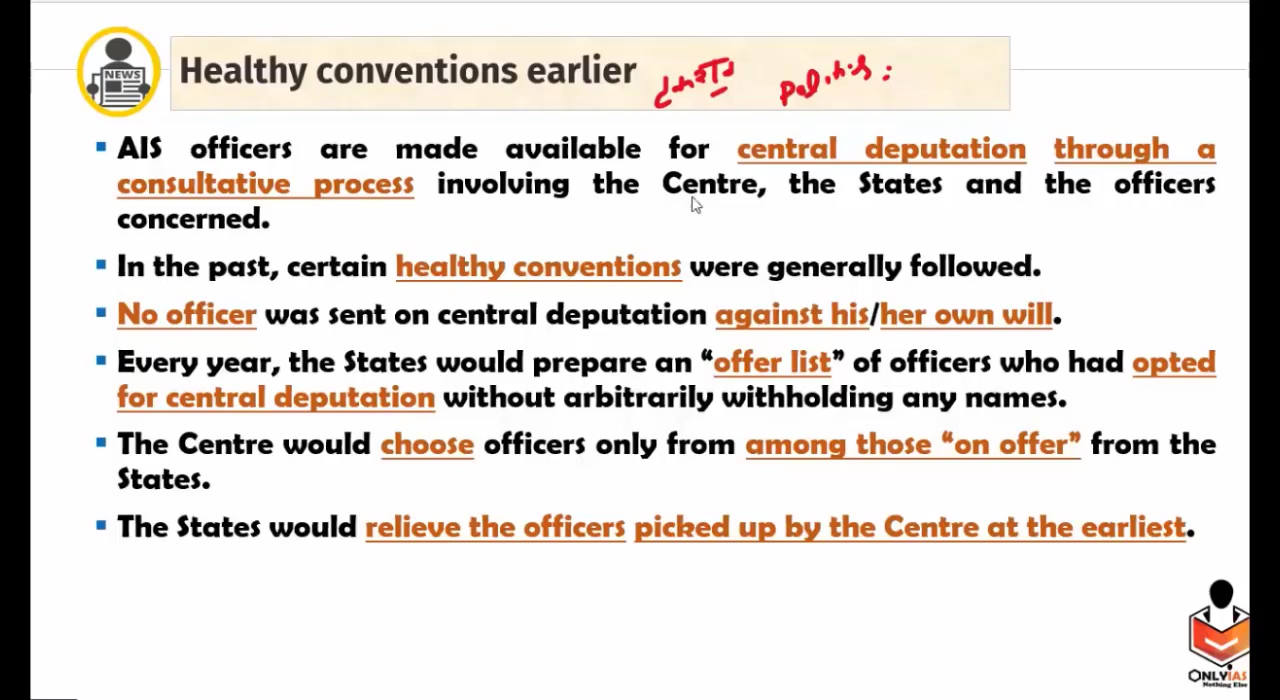 NEWS
Healthy conventions earlier
politics :
▪ AIS officers are made available for central deputation through a
consultative process involving the Centre, the States and the officers
concerned.
▪ In the past, certain healthy conventions were generally followed.
▪ No officer was sent on central deputation against his/her own will.
▪ Every year, the States would prepare an “offer list” of officers who had opted
for central deputation without arbitrarily withholding any names.
▪ The Centre would choose officers only from among those “on offer” from the
States.
▪ The States would relieve the officers picked up by the Centre at the earliest.
ONLYIAS
Nothing Else